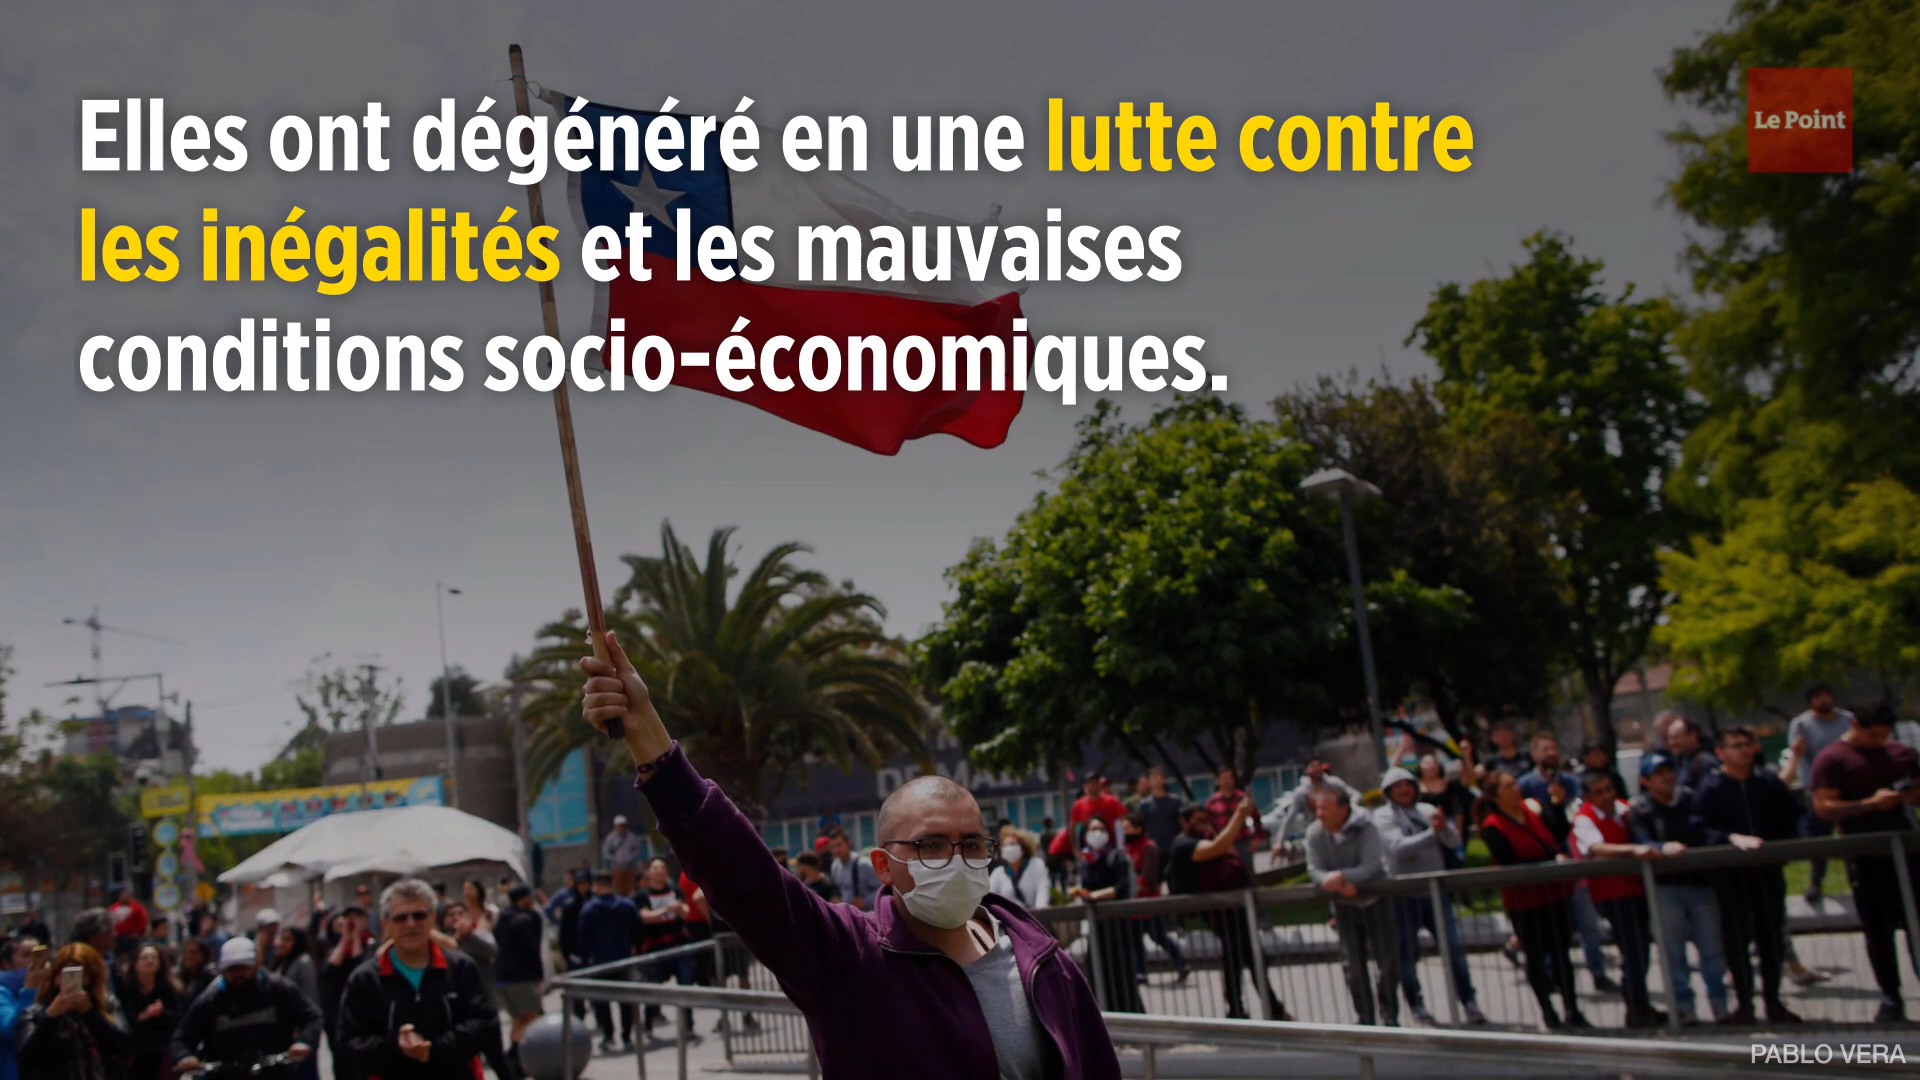 Elles ont dégénéré en une lutte contre
les inégalités et les mauvaises
conditions socio-économiques.
Le Point
PABLO VERA